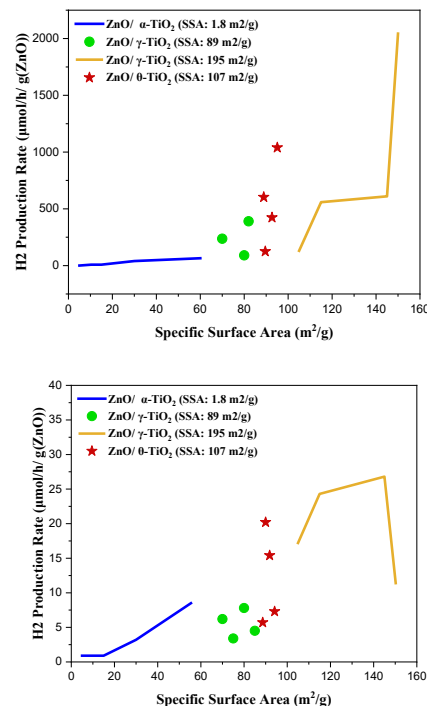 ZnO/ α-TiO2 (SSA: 1.8 m2/g)
ZnO/ γ-TiO2 (SSA: 89 m2/g)
ZnO/ γ-TiO2 (SSA: 195 m2/g)
ZnO/ θ-TiO2 (SSA: 107 m2/g)
H2 Production Rate (μmol/h/ g(ZnO))
2000
1500
1000
500
0
0 20 40 60 80 100 120 140 160
Specific Surface Area (m²/g)
ZnO/ α-TiO2 (SSA: 1.8 m2/g)
ZnO/ γ-TiO2 (SSA: 89 m2/g)
ZnO/ γ-TiO2 (SSA: 195 m2/g)
ZnO/ θ-TiO2 (SSA: 107 m2/g)
H2 Production Rate (μmol/h/ g(ZnO))
40
35
30
25
20
15
10
5
0
0 20 40 60 80 100 120 140 160
Specific Surface Area (m²/g)